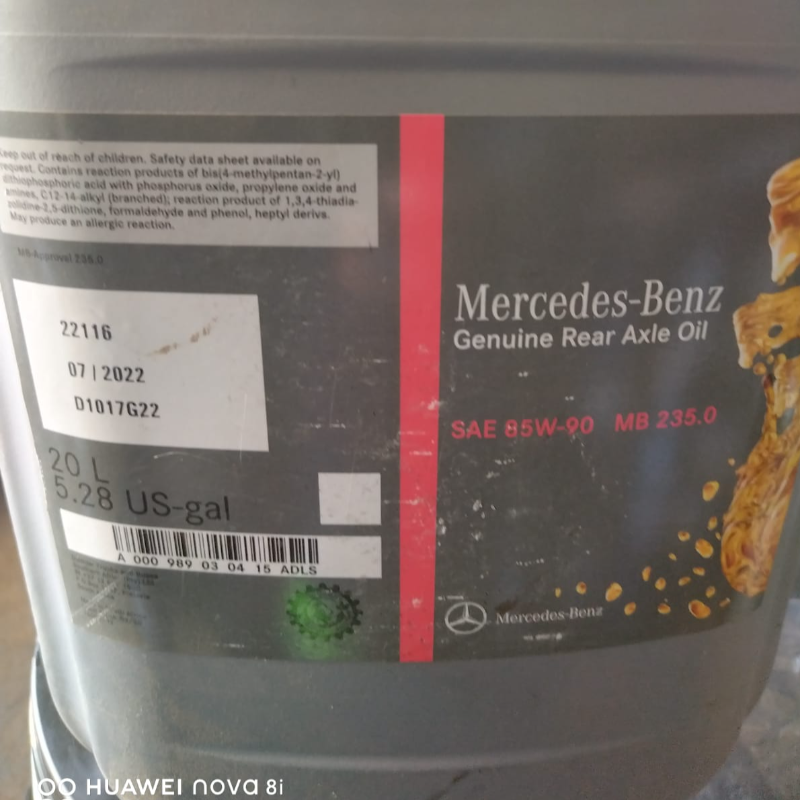 Keep out of reach of children. Safety data sheet available on
request. Contains reaction products of bis(4-methylpentan-2-yl)
dithiophosphoric acid with phosphorus oxide, propylene oxide and
amines, C12-14-alkyl (branched); reaction product of 1,3,4-thiadia-
zolidine-2,5-dithione, formaldehyde and phenol, heptyl derivs.
May produce an allergic reaction.
MB-Approval 235.0
22116
07 | 2022
D1017G22
20 L
5.28 US-gal
A 000 989 03 04 15 ADLS
Mercedes-Benz
Genuine Rear Axle Oil
SAE 85W-90 MB 235.0
Mercedes-Benz
HUAWEI nova 8i